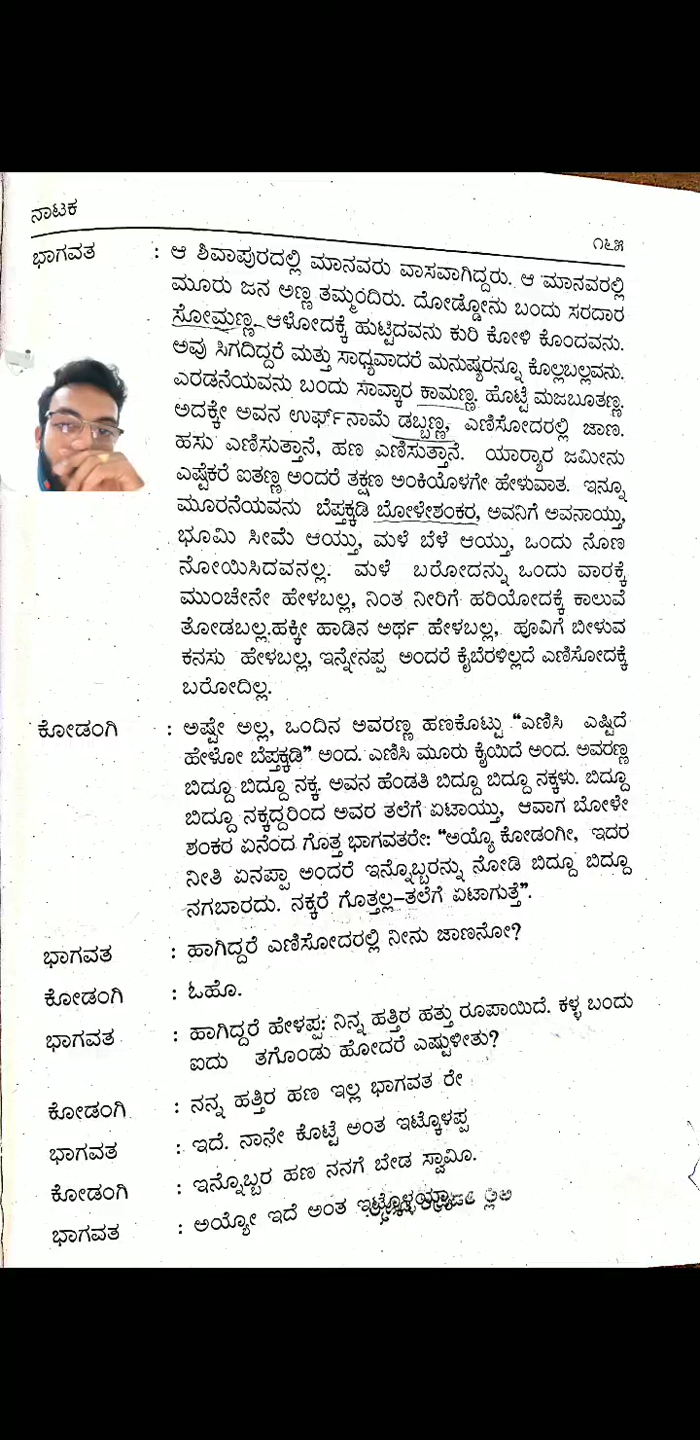 ನಾಟಕ
೧೬೫
ಭಾಗವತ : ಆ ಶಿವಾಪುರದಲ್ಲಿ ಮಾನವರು ವಾಸವಾಗಿದ್ದರು. ಆ ಮಾನವರಲ್ಲಿ
ಮೂರು ಜನ ಅಣ್ಣ ತಮ್ಮಂದಿರು. ದೋಡ್ಡೋನು ಬಂದು ಸರದಾರ
ಸೋಮಣ್ಣ ಆಳೋದಕ್ಕೆ ಹುಟ್ಟಿದವನು ಕುರಿ ಕೋಳಿ ಕೊಂದವನು.
ಅವು ಸಿಗದಿದ್ದರೆ ಮತ್ತು ಸಾಧ್ಯವಾದರೆ ಮನುಷ್ಯರನ್ನೂ ಕೊಲ್ಲಬಲ್ಲವನು.
ಎರಡನೆಯವನು ಬಂದು ಸಾವ್ಕಾರ ಕಾಮಣ್ಣ. ಹೊಟ್ಟೆ ಮಜಬೂತಣ್ಣ.
ಅದಕ್ಕೇ ಅವನ ಉರ್ಫ್‌ನಾಮೆ ಡಬ್ಬಣ್ಣ, ಎಣಿಸೋದರಲ್ಲಿ ಜಾಣ.
ಹಸು ಎಣಿಸುತ್ತಾನೆ, ಹಣ ಎಣಿಸುತ್ತಾನೆ. ಯಾರ‍್ಯಾರ ಜಮೀನು
ಎಷ್ಟೆಕರೆ ಐತಣ್ಣ ಅಂದರೆ ತಕ್ಷಣ ಅಂಕಿಯೊಳಗೇ ಹೇಳುವಾತ. ಇನ್ನೂ
ಮೂರನೆಯವನು ಬೆಪ್ತಕ್ಕಡಿ ಬೋಳೇಶಂಕರ, ಅವನಿಗೆ ಅವನಾಯ್ತು,
ಭೂಮಿ ಸೀಮೆ ಆಯ್ತು, ಮಳೆ ಬೆಳೆ ಆಯ್ತು, ಒಂದು ನೊಣ
ನೋಯಿಸಿದವನಲ್ಲ. ಮಳೆ ಬರೋದನ್ನು ಒಂದು ವಾರಕ್ಕೆ
ಮುಂಚೇನೇ ಹೇಳಬಲ್ಲ, ನಿಂತ ನೀರಿಗೆ ಹರಿಯೋದಕ್ಕೆ ಕಾಲುವೆ
ತೋಡಬಲ್ಲ.ಹಕ್ಕೀ ಹಾಡಿನ ಅರ್ಥ ಹೇಳಬಲ್ಲ, ಹೂವಿಗೆ ಬೀಳುವ
ಕನಸು ಹೇಳಬಲ್ಲ, ಇನ್ನೇನಪ್ಪ ಅಂದರೆ ಕೈಬೆರಳಿಲ್ಲದೆ ಎಣಿಸೋದಕ್ಕೆ
ಬರೋದಿಲ್ಲ.
ಕೋಡಂಗಿ : ಅಷ್ಟೇ ಅಲ್ಲ, ಒಂದಿನ ಅವರಣ್ಣ ಹಣಕೊಟ್ಟು “ಎಣಿಸಿ ಎಷ್ಟಿದೆ
ಹೇಳೋ ಬೆಪ್ತಕ್ಕಡಿ” ಅಂದ. ಎಣಿಸಿ ಮೂರು ಕೈಯಿದೆ ಅಂದ. ಅವರಣ್ಣ
ಬಿದ್ದೂ ಬಿದ್ದೂ ನಕ್ಕ. ಅವನ ಹೆಂಡತಿ ಬಿದ್ದೂ ಬಿದ್ದೂ ನಕ್ಕಳು. ಬಿದ್ದೂ
ಬಿದ್ದೂ ನಕ್ಕದ್ದರಿಂದ ಅವರ ತಲೆಗೆ ಏಟಾಯ್ತು, ಆವಾಗ ಬೋಳೇ
ಶಂಕರ ಏನೆಂದ ಗೊತ್ತ ಭಾಗವತರೇ: “ಅಯ್ಯೊ ಕೋಡಂಗೀ, ಇದರ
ನೀತಿ ಏನಪ್ಪಾ ಅಂದರೆ ಇನ್ನೊಬ್ಬರನ್ನು ನೋಡಿ ಬಿದ್ದೂ ಬಿದ್ದೂ
ನಗಬಾರದು. ನಕ್ಕರೆ ಗೊತ್ತಲ್ಲ–ತಲೆಗೆ ಏಟಾಗುತ್ತೆ”.
ಭಾಗವತ : ಹಾಗಿದ್ದರೆ ಎಣಿಸೋದರಲ್ಲಿ ನೀನು ಜಾಣನೋ?
ಕೋಡಂಗಿ : ಓಹೊ.
ಭಾಗವತ : ಹಾಗಿದ್ದರೆ ಹೇಳಪ್ಪ: ನಿನ್ನ ಹತ್ತಿರ ಹತ್ತು ರೂಪಾಯಿದೆ. ಕಳ್ಳ ಬಂದು
ಐದು ತಗೊಂಡು ಹೋದರೆ ಎಷ್ಟುಳೀತು?
ಕೋಡಂಗಿ : ನನ್ನ ಹತ್ತಿರ ಹಣ ಇಲ್ಲ ಭಾಗವತ ರೇ
ಭಾಗವತ : ಇದೆ. ನಾನೇ ಕೊಟ್ಟೆ ಅಂತ ಇಟ್ಕೊಳಪ್ಪ
ಕೋಡಂಗಿ : ಇನ್ನೊಬ್ಬರ ಹಣ ನನಗೆ ಬೇಡ ಸ್ವಾಮೀ.
ಭಾಗವತ : ಅಯ್ಯೋ ಇದೆ ಅಂತ